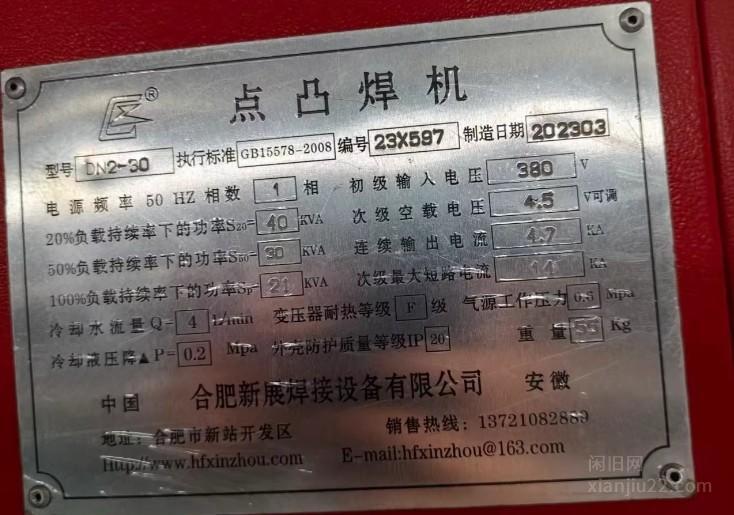 ®
点凸焊机
型号 DN2-30 执行标准 GB15578-2008 编号 23X597 制造日期 202303
电源频率50HZ相数 1 相 初级输入电压 380 V
20%负载持续率下的功率S20= 40 KVA 次级空载电压 4.5 V可调
50%负载持续率下的功率S50= 30 KVA 连续输出电流 4.7 KA
100%负载持续率下的功率Sp= 21 KVA 次级最大短路电流 14 KA
冷却水流量Q= 4 L/min 变压器耐热等级 F 级 气源工作压力 0.5 Mpa
冷却液压降▲P= 0.2 Mpa 外壳防护质量等级IP 20 重量 Kg
中国 合肥新展焊接设备有限公司 安徽
地址: 合肥市新站开发区 销售热线: 13721082889
Http://www.hfxinzhou.com E-mail:hfxinzhou@163.com
闲旧网
xianjiu22.com